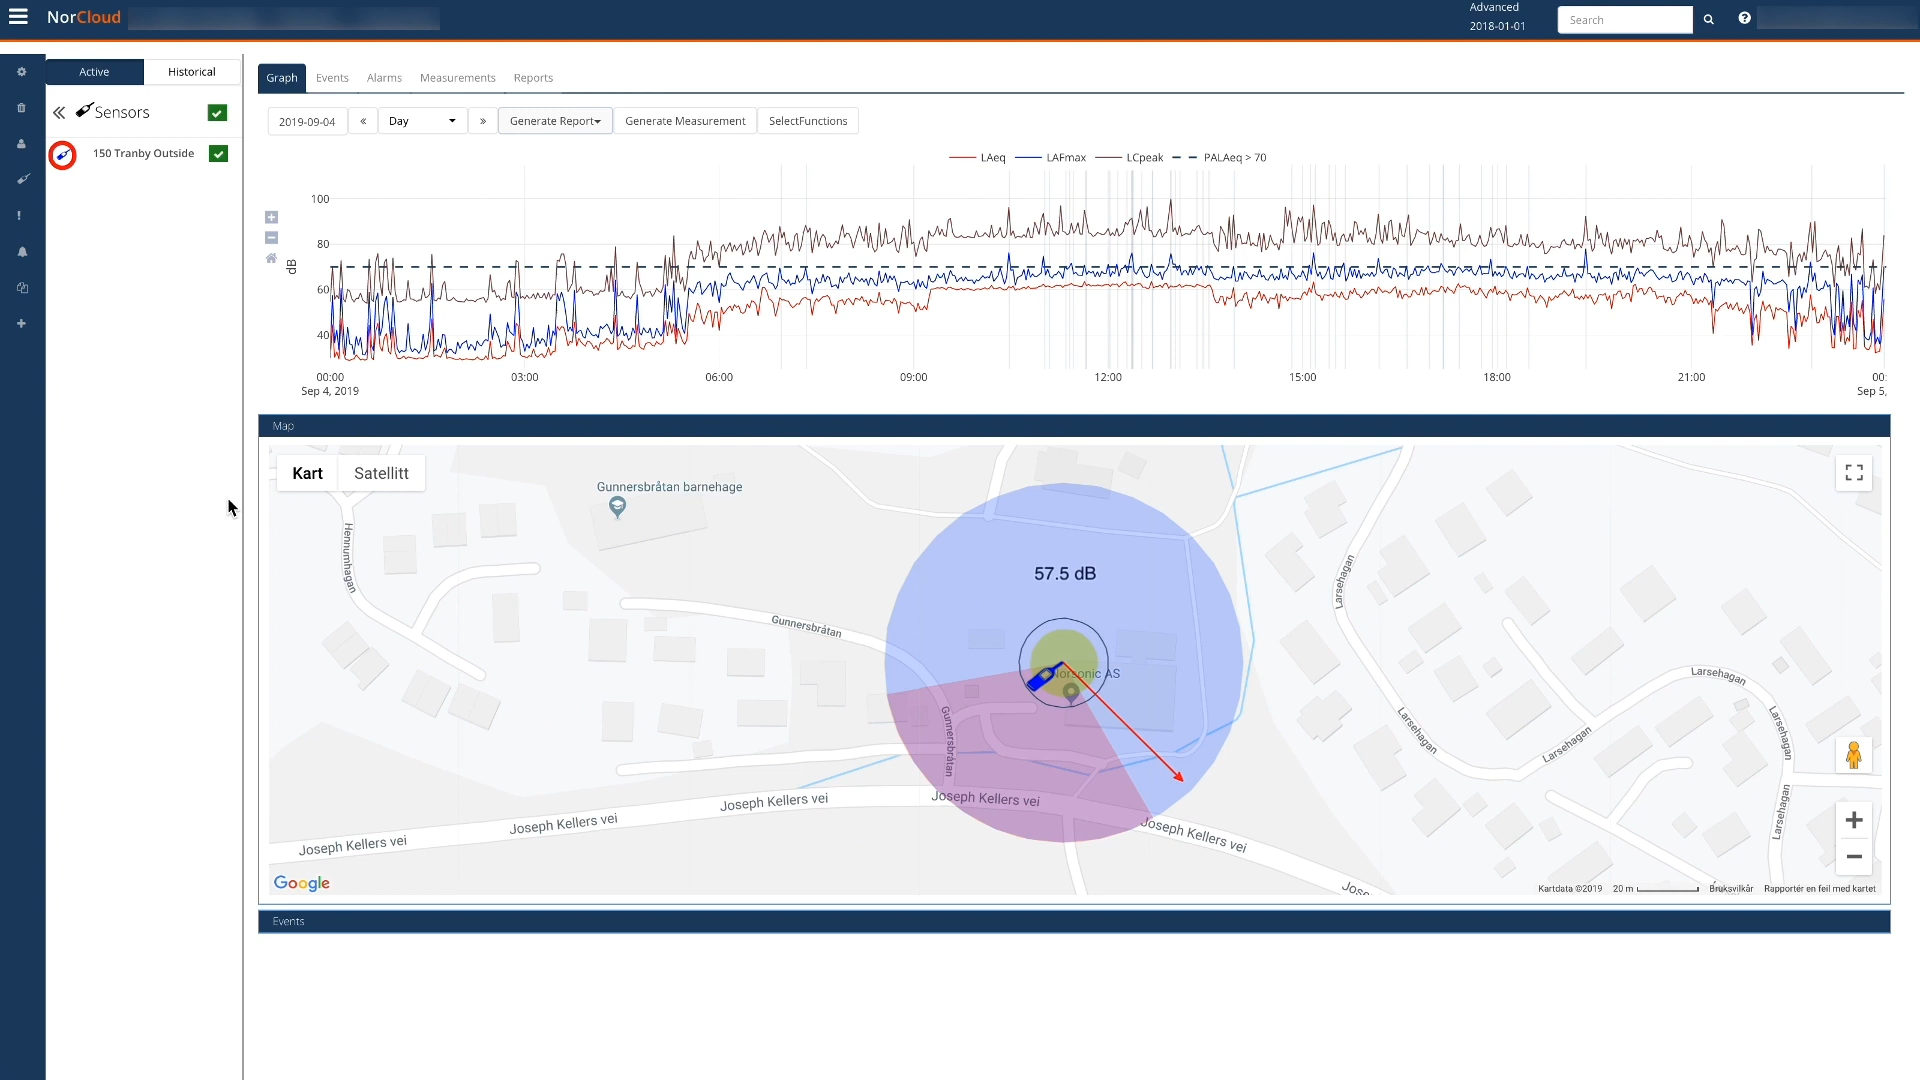 NorCloud
Advanced
2018-01-01
Search
Active
Historical
Sensors
150 Tranby Outside
Graph
Events
Alarms
Measurements
Reports
2019-09-04
«
Day
»
Generate Report
Generate Measurement
SelectFunctions
LAeq
LAFmax
LCpeak
PALAeq > 70
100
80
60
40
dB
00:00
03:00
06:00
09:00
12:00
15:00
18:00
21:00
00:
Sep 4, 2019
Sep 5,
Map
Kart
Satellitt
Gunnersbråtan barnehage
Hennumhagan
Gunnersbråtan
57.5 dB
Norsonic AS
Gunnersbråtan
Larsehagan
Larsehagan
Larsehagan
Larsehagan
Larsehagan
Larsehagan
Joseph Kellers vei
Joseph Kellers vei
Joseph Kellers vei
Joseph Kellers vei
Joseph Kellers vei
Jose
Google
Kartdata ©2019
20 m
Bruksvilkår
Rapportér en feil med kartet
Events